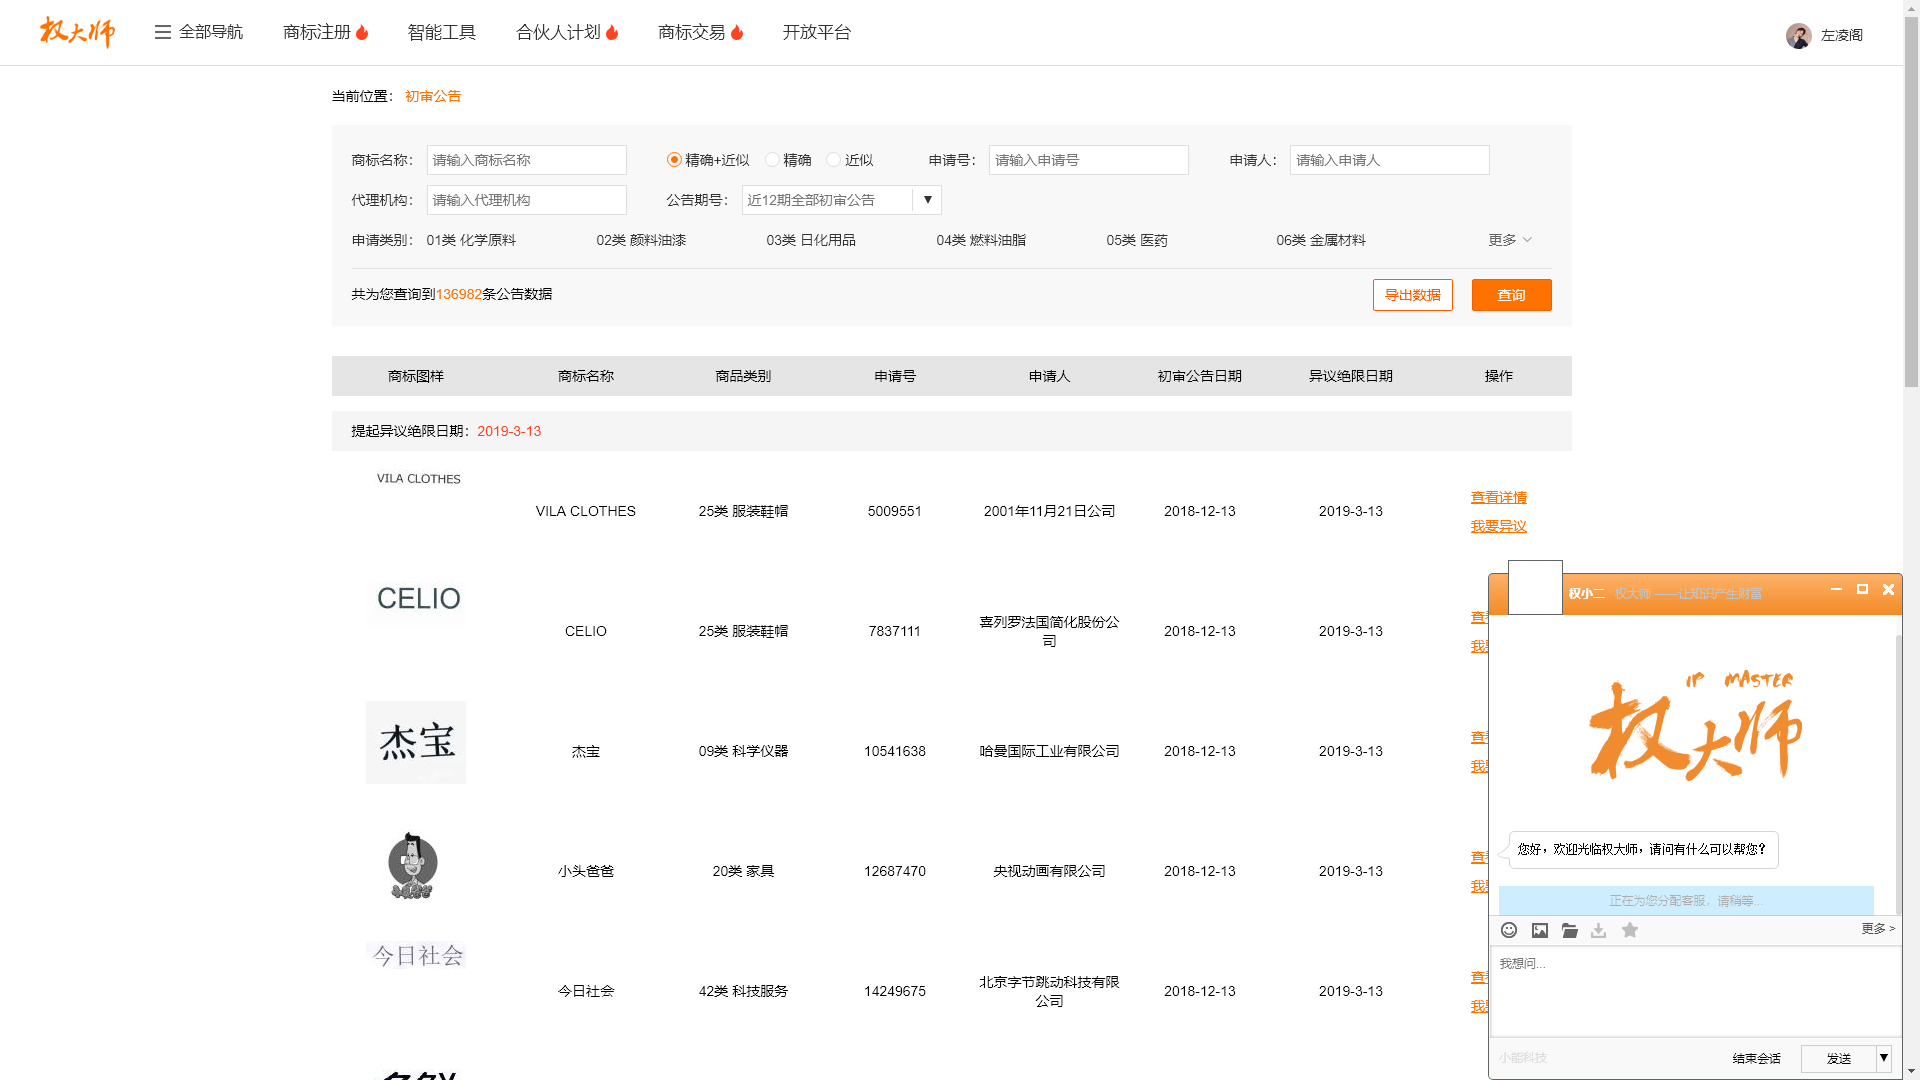 权大师 全部导航 商标注册 智能工具 合伙人计划 商标交易 开放平台 左凌阁
当前位置： 初审公告
商标名称： 请输入商标名称 精确+近似 精确 近似 申请号： 请输入申请号 申请人： 请输入申请人
代理机构： 请输入代理机构 公告期号： 近12期全部初审公告 ▼
申请类别： 01类 化学原料 02类 颜料油漆 03类 日化用品 04类 燃料油脂 05类 医药 06类 金属材料 更多
共为您查询到136982条公告数据 导出数据 查询
商标图样 商标名称 商品类别 申请号 申请人 初审公告日期 异议绝限日期 操作
提起异议绝限日期：2019-3-13
VILA CLOTHES
VILA CLOTHES 25类 服装鞋帽 5009551 2001年11月21日公司 2018-12-13 2019-3-13 查看详情
我要异议
CELIO
CELIO 25类 服装鞋帽 7837111 喜列罗法国简化股份公司 2018-12-13 2019-3-13
杰宝
杰宝 09类 科学仪器 10541638 哈曼国际工业有限公司 2018-12-13 2019-3-13
小头爸爸 20类 家具 12687470 央视动画有限公司 2018-12-13 2019-3-13
今日社会
今日社会 42类 科技服务 14249675 北京字节跳动科技有限公司 2018-12-13 2019-3-13
权小二 权大师 ——让知识产生财富
IP MASTER
权大师
您好，欢迎光临权大师，请问有什么可以帮您？
正在为您分配客服，请稍等...
更多 >
我想问...
小能科技 结束会话 发送 ▼